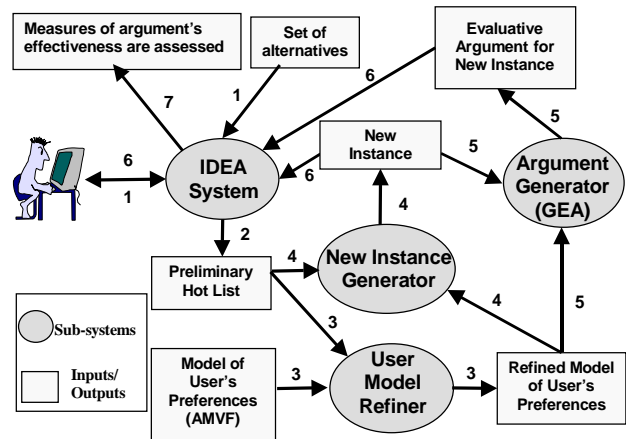 Measures of argument's
effectiveness are assessed
Set of
alternatives
Evaluative
Argument for
New Instance
7
1
6
5
IDEA
System
6
1
New
Instance
6
5
Argument
Generator
(GEA)
2
4
Preliminary
Hot List
4
New Instance
Generator
4
5
3
Sub-systems
Inputs/
Outputs
Model of
User's
Preferences
(AMVF)
3
User
Model
Refiner
3
Refined Model
of User's
Preferences